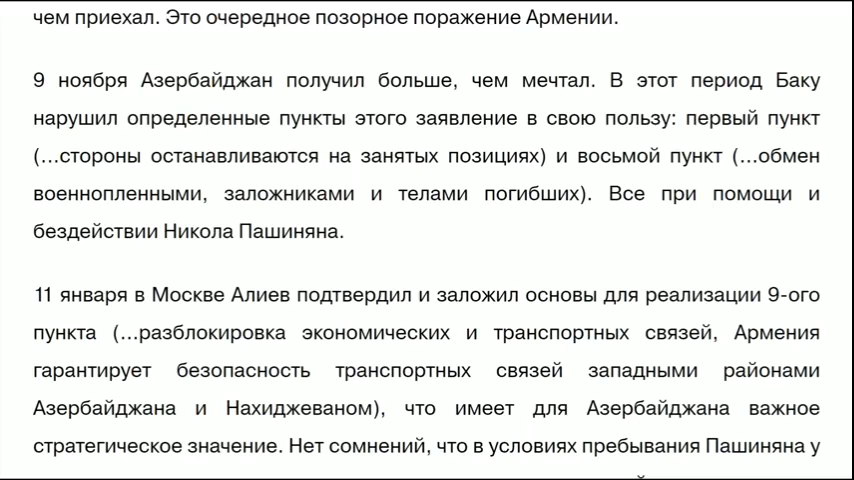 чем приехал. Это очередное позорное поражение Армении.
9 ноября Азербайджан получил больше, чем мечтал. В этот период Баку
нарушил определенные пункты этого заявление в свою пользу: первый пункт
(...стороны останавливаются на занятых позициях) и восьмой пункт (...обмен
военнопленными, заложниками и телами погибших). Все при помощи и
бездействии Никола Пашиняна.
11 января в Москве Алиев подтвердил и заложил основы для реализации 9-ого
пункта (...разблокировка экономических и транспортных связей, Армения
гарантирует безопасность транспортных связей западными районами
Азербайджана и Нахиджеваном), что имеет для Азербайджана важное
стратегическое значение. Нет сомнений, что в условиях пребывания Пашиняна у